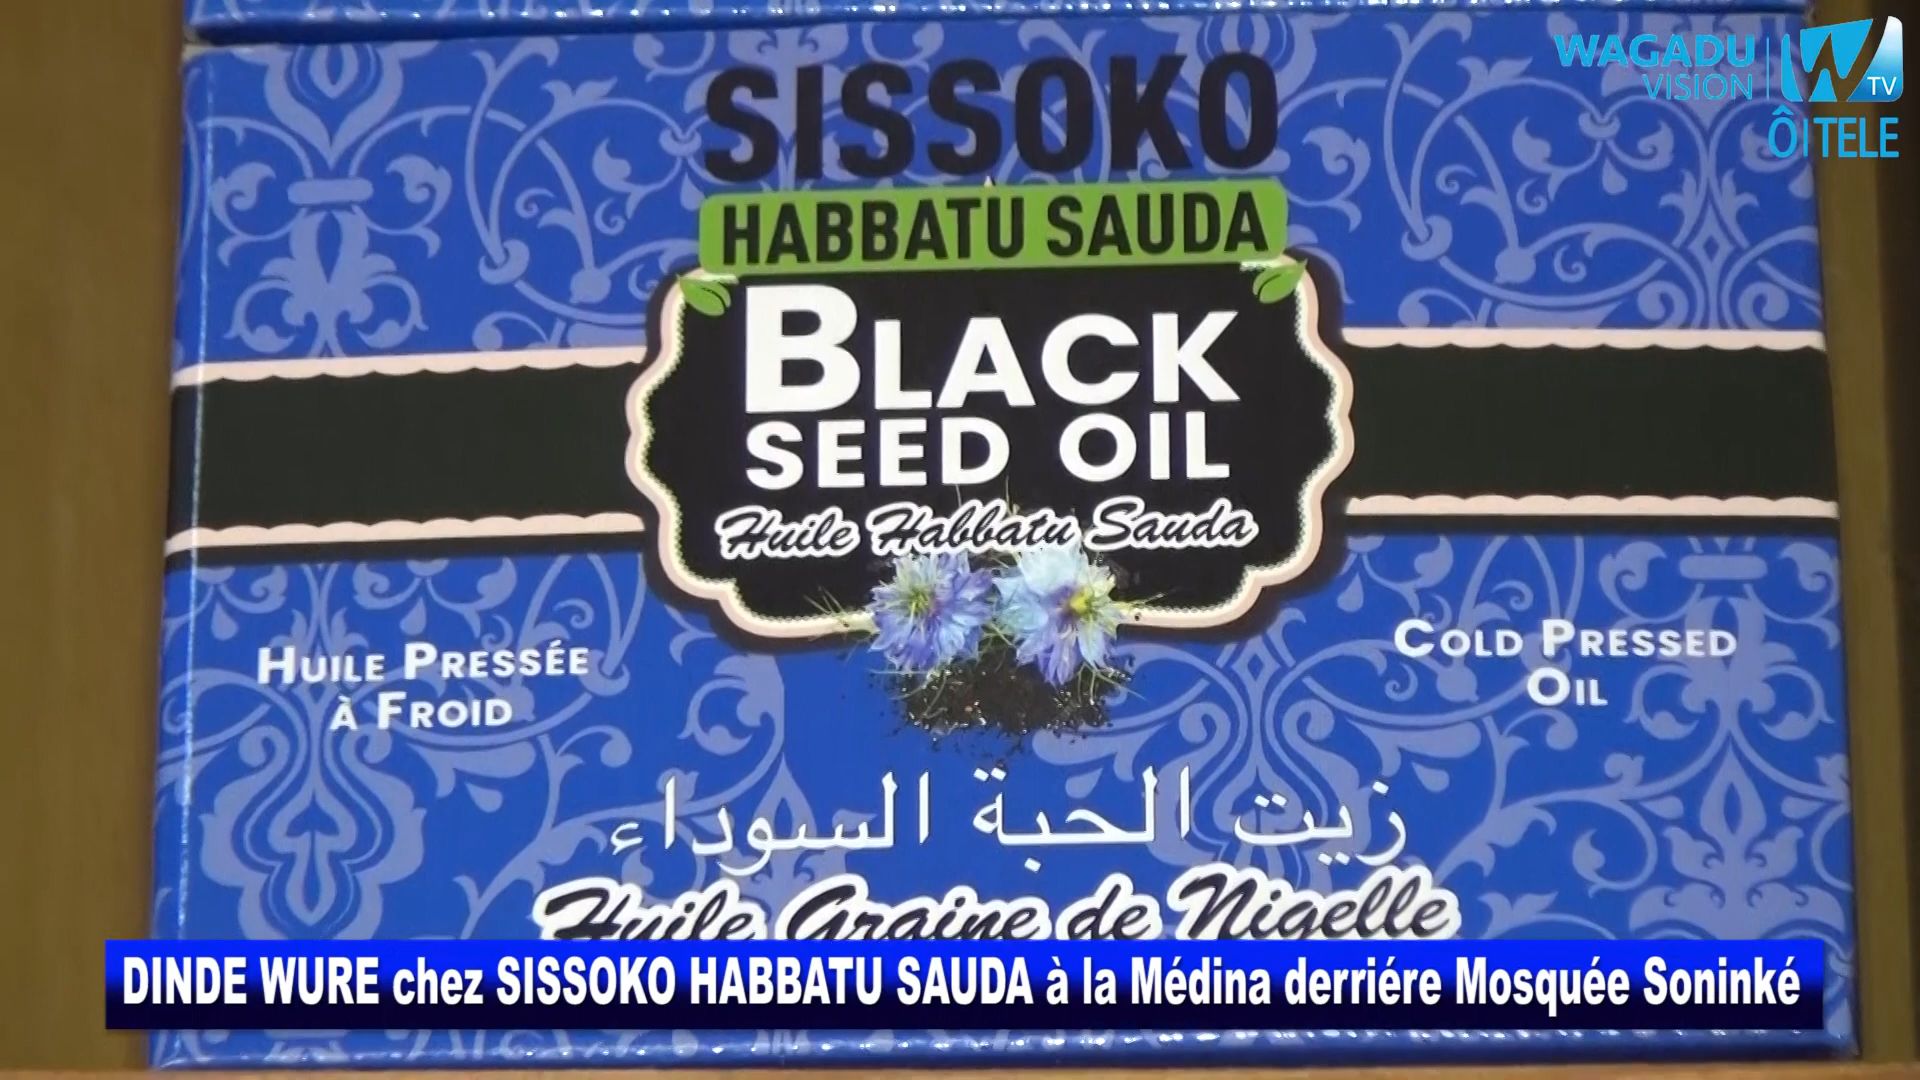 WAGADU
VISION
TV
ÔI TELE
SISSOKO
HABBATU SAUDA
BLACK
SEED OIL
Huile Habbatu Sauda
HUILE PRESSÉE
À FROID
COLD PRESSED
OIL
زيت الحبة السوداء
Huile Graine de Nigelle
DINDE WURE chez SISSOKO HABBATU SAUDA à la Médina derriére Mosquée Soninké